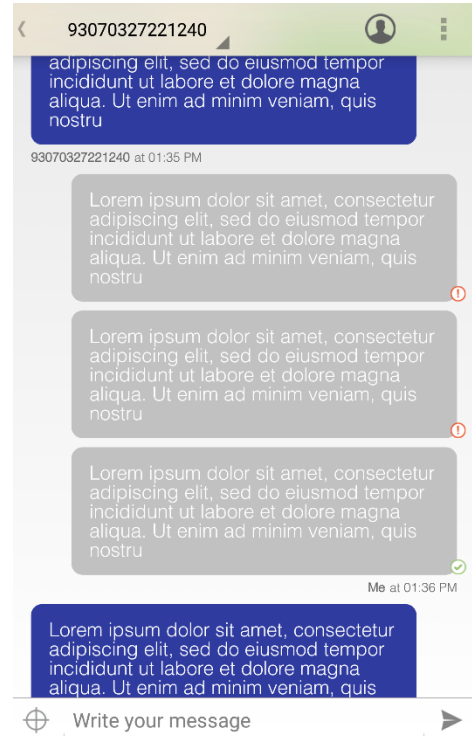 93070327221240
adipiscing elit, sed do eiusmod tempor
incididunt ut labore et dolore magna
aliqua. Ut enim ad minim veniam, quis
nostru
93070327221240 at 01:35 PM
Lorem ipsum dolor sit amet, consectetur
adipiscing elit, sed do eiusmod tempor
incididunt ut labore et dolore magna
aliqua. Ut enim ad minim veniam, quis
nostru
Lorem ipsum dolor sit amet, consectetur
adipiscing elit, sed do eiusmod tempor
incididunt ut labore et dolore magna
aliqua. Ut enim ad minim veniam, quis
nostru
Lorem ipsum dolor sit amet, consectetur
adipiscing elit, sed do eiusmod tempor
incididunt ut labore et dolore magna
aliqua. Ut enim ad minim veniam, quis
nostru
Me at 01:36 PM
Lorem ipsum dolor sit amet, consectetur
adipiscing elit, sed do eiusmod tempor
incididunt ut labore et dolore magna
aliqua. Ut enim ad minim veniam, quis
Write your message